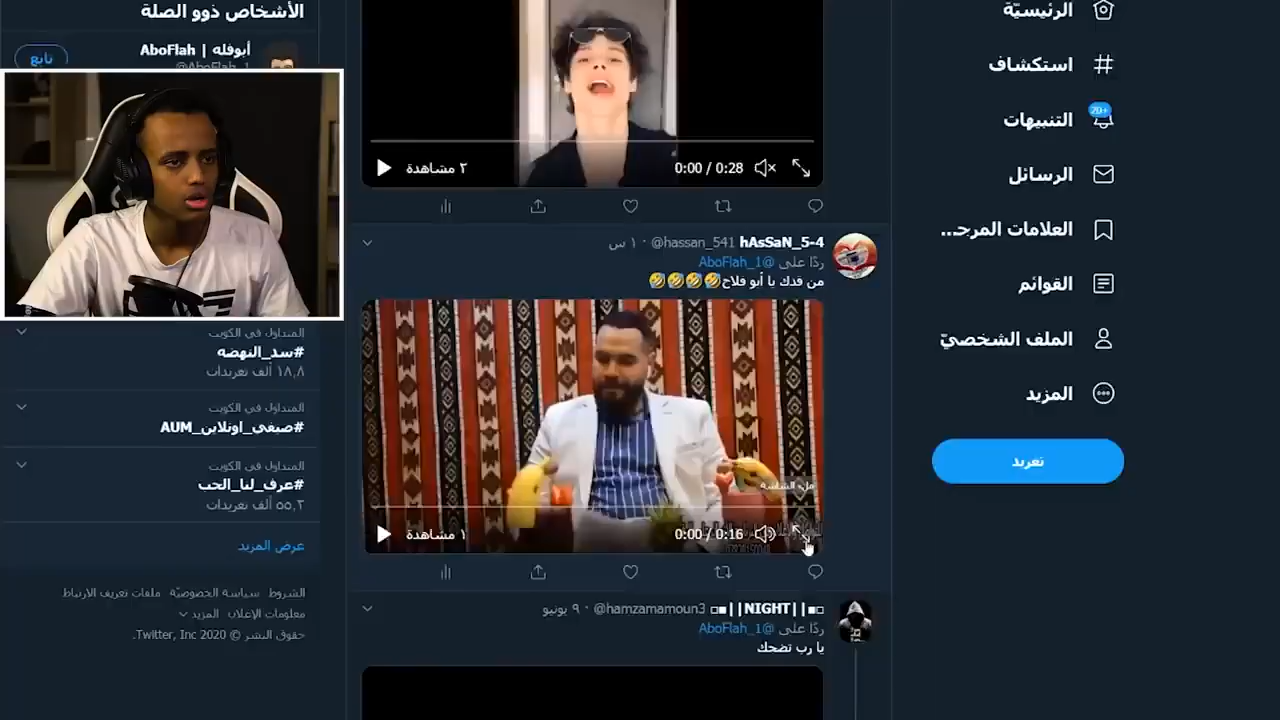 الرئيسيّة
استكشاف
20+
التنبيهات
الرسائل
العلامات المرجـ...
القوائم
الملف الشخصيّ
المزيد
تغريد
0:00 / 0:28
٢ مشاهدة
hAsSaN_5-4 @hassan_541 · ١ س
ردًا على @AboFlah_1
من قدك يا أبو فلاح🤣🤣🤣🤣
ملء الشاشة
0:00 / 0:16
١ مشاهدة
▫▪||NIGHT||▪▫ @hamzamamoun3 · ٩ يونيو
ردًا على @AboFlah_1
يا رب تضحك
الأشخاص ذوو الصلة
أبوفله | AboFlah
@AboFlah_1
تابع
المتداول في الكويت
#سد_النهضه
١٨,٨ ألف تغريدات
المتداول في الكويت
#صيفي_اونلاين_AUM
المتداول في الكويت
#عرف_لنا_الحب
٥٥,٢ ألف تغريدات
عرض المزيد
الشروط سياسة الخصوصيّة ملفات تعريف الارتباط
معلومات الإعلان المزيد
حقوق النشر © 2020 Twitter, Inc.